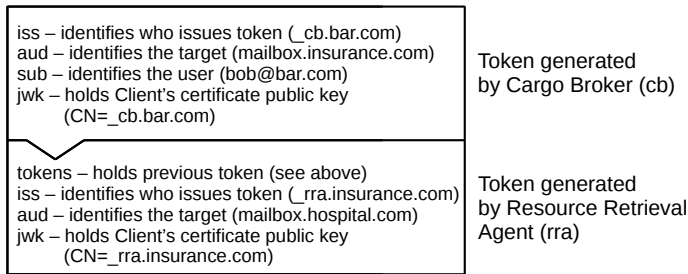 iss – identifies who issues token (_cb.bar.com)
aud – identifies the target (mailbox.insurance.com)
sub – identifies the user (bob@bar.com)
jwk – holds Client's certificate public key
(CN=_cb.bar.com)
Token generated
by Cargo Broker (cb)
tokens – holds previous token (see above)
iss – identifies who issues token (_rra.insurance.com)
aud – identifies the target (mailbox.hospital.com)
jwk – holds Client's certificate public key
(CN=_rra.insurance.com)
Token generated
by Resource Retrieval
Agent (rra)